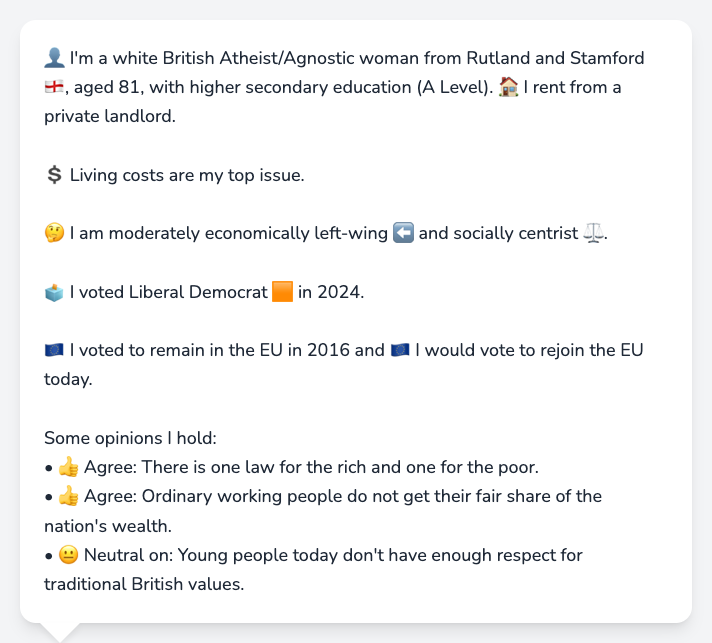 👤 I'm a white British Atheist/Agnostic woman from Rutland and Stamford
🏴󠁧󠁢󠁥󠁮󠁧󠁿, aged 81, with higher secondary education (A Level). 🏠 I rent from a
private landlord.
💲 Living costs are my top issue.
🤔 I am moderately economically left-wing ⬅️ and socially centrist ⚖️.
🗳️ I voted Liberal Democrat 🟧 in 2024.
🇪🇺 I voted to remain in the EU in 2016 and 🇪🇺 I would vote to rejoin the EU
today.
Some opinions I hold:
• 👍 Agree: There is one law for the rich and one for the poor.
• 👍 Agree: Ordinary working people do not get their fair share of the
nation's wealth.
• 😐 Neutral on: Young people today don't have enough respect for
traditional British values.